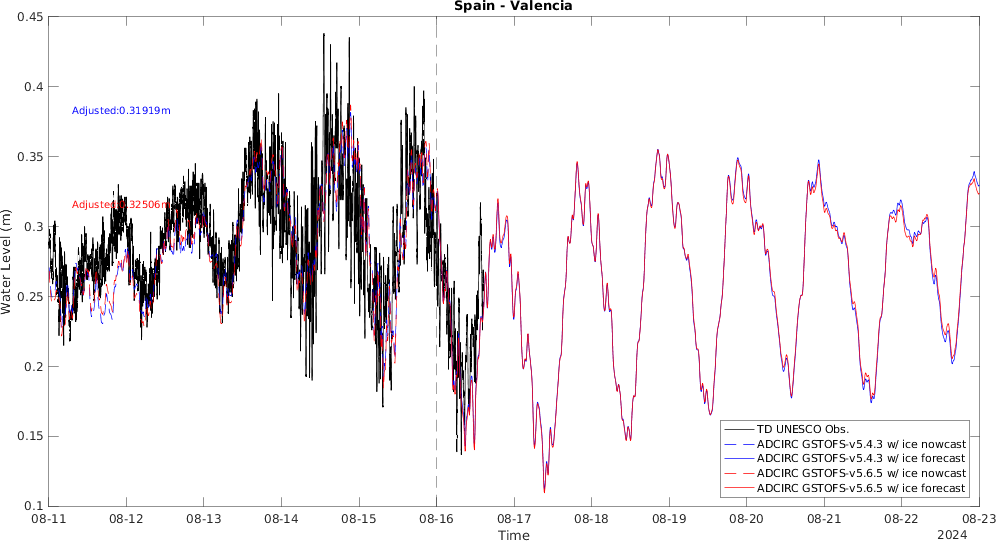 Spain - Valencia
0.45
0.4
0.35
0.3
0.25
0.2
0.15
0.1
Water Level (m)
Adjusted:0.31919m
Adjusted:0.32506m
TD UNESCO Obs.
ADCIRC GSTOFS-v5.4.3 w/ ice nowcast
ADCIRC GSTOFS-v5.4.3 w/ ice forecast
ADCIRC GSTOFS-v5.6.5 w/ ice nowcast
ADCIRC GSTOFS-v5.6.5 w/ ice forecast
08-11 08-12 08-13 08-14 08-15 08-16 08-17 08-18 08-19 08-20 08-21 08-22 08-23
Time
2024